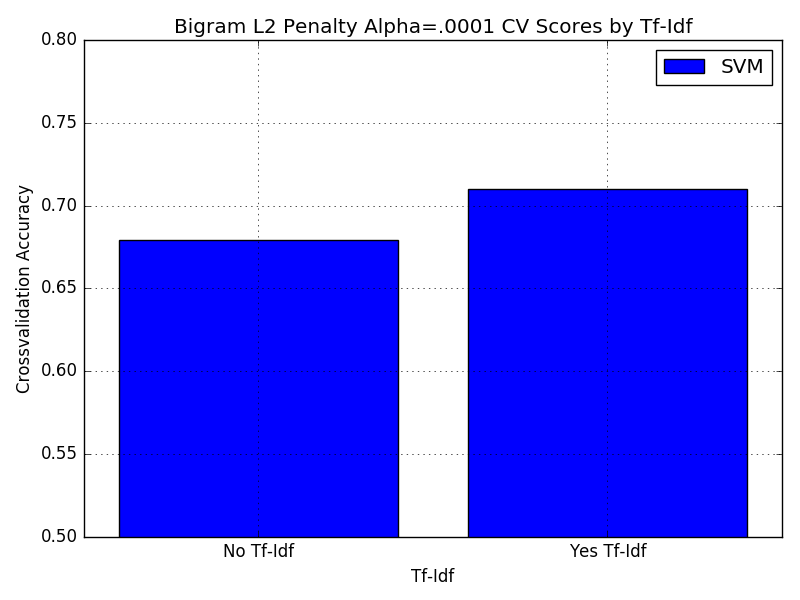 Bigram L2 Penalty Alpha=.0001 CV Scores by Tf-Idf
SVM
Crossvalidation Accuracy
0.80
0.75
0.70
0.65
0.60
0.55
0.50
No Tf-Idf
Yes Tf-Idf
Tf-Idf